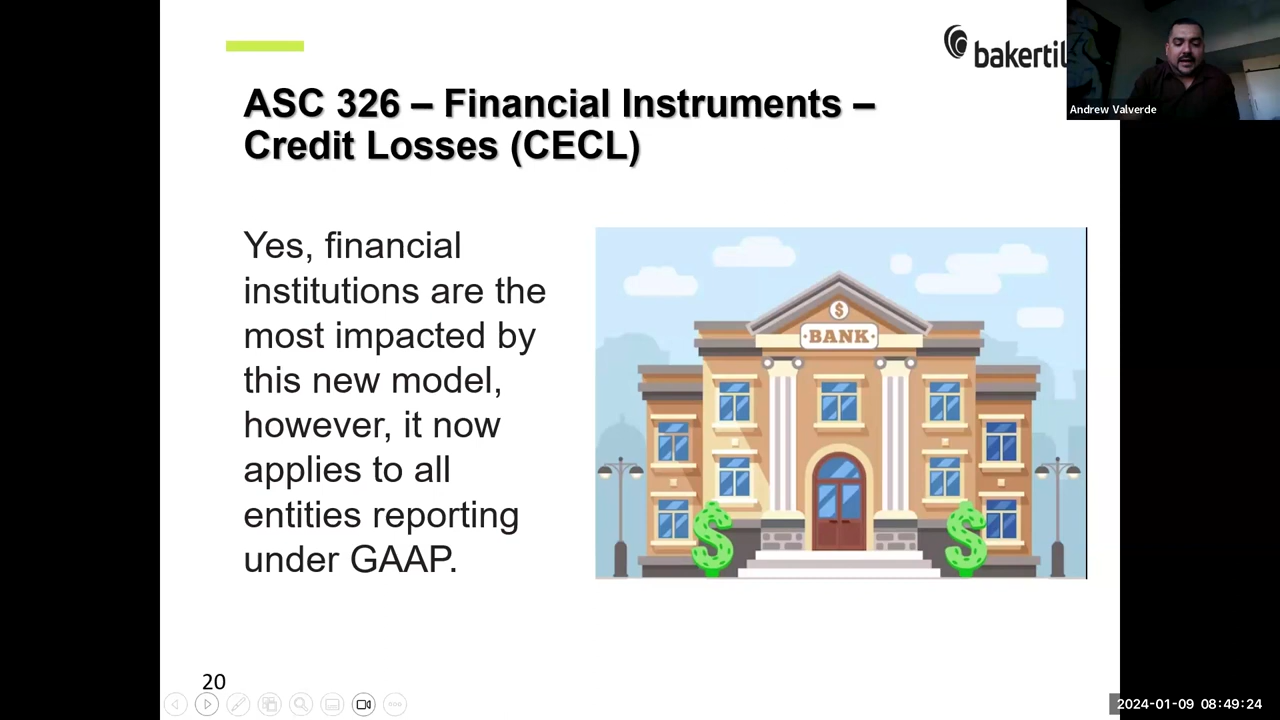 bakertil
Andrew Valverde
ASC 326 – Financial Instruments –
Credit Losses (CECL)
Yes, financial
institutions are the
most impacted by
this new model,
however, it now
applies to all
entities reporting
under GAAP.
$
BANK
$ $
20
2024-01-09 08:49:24